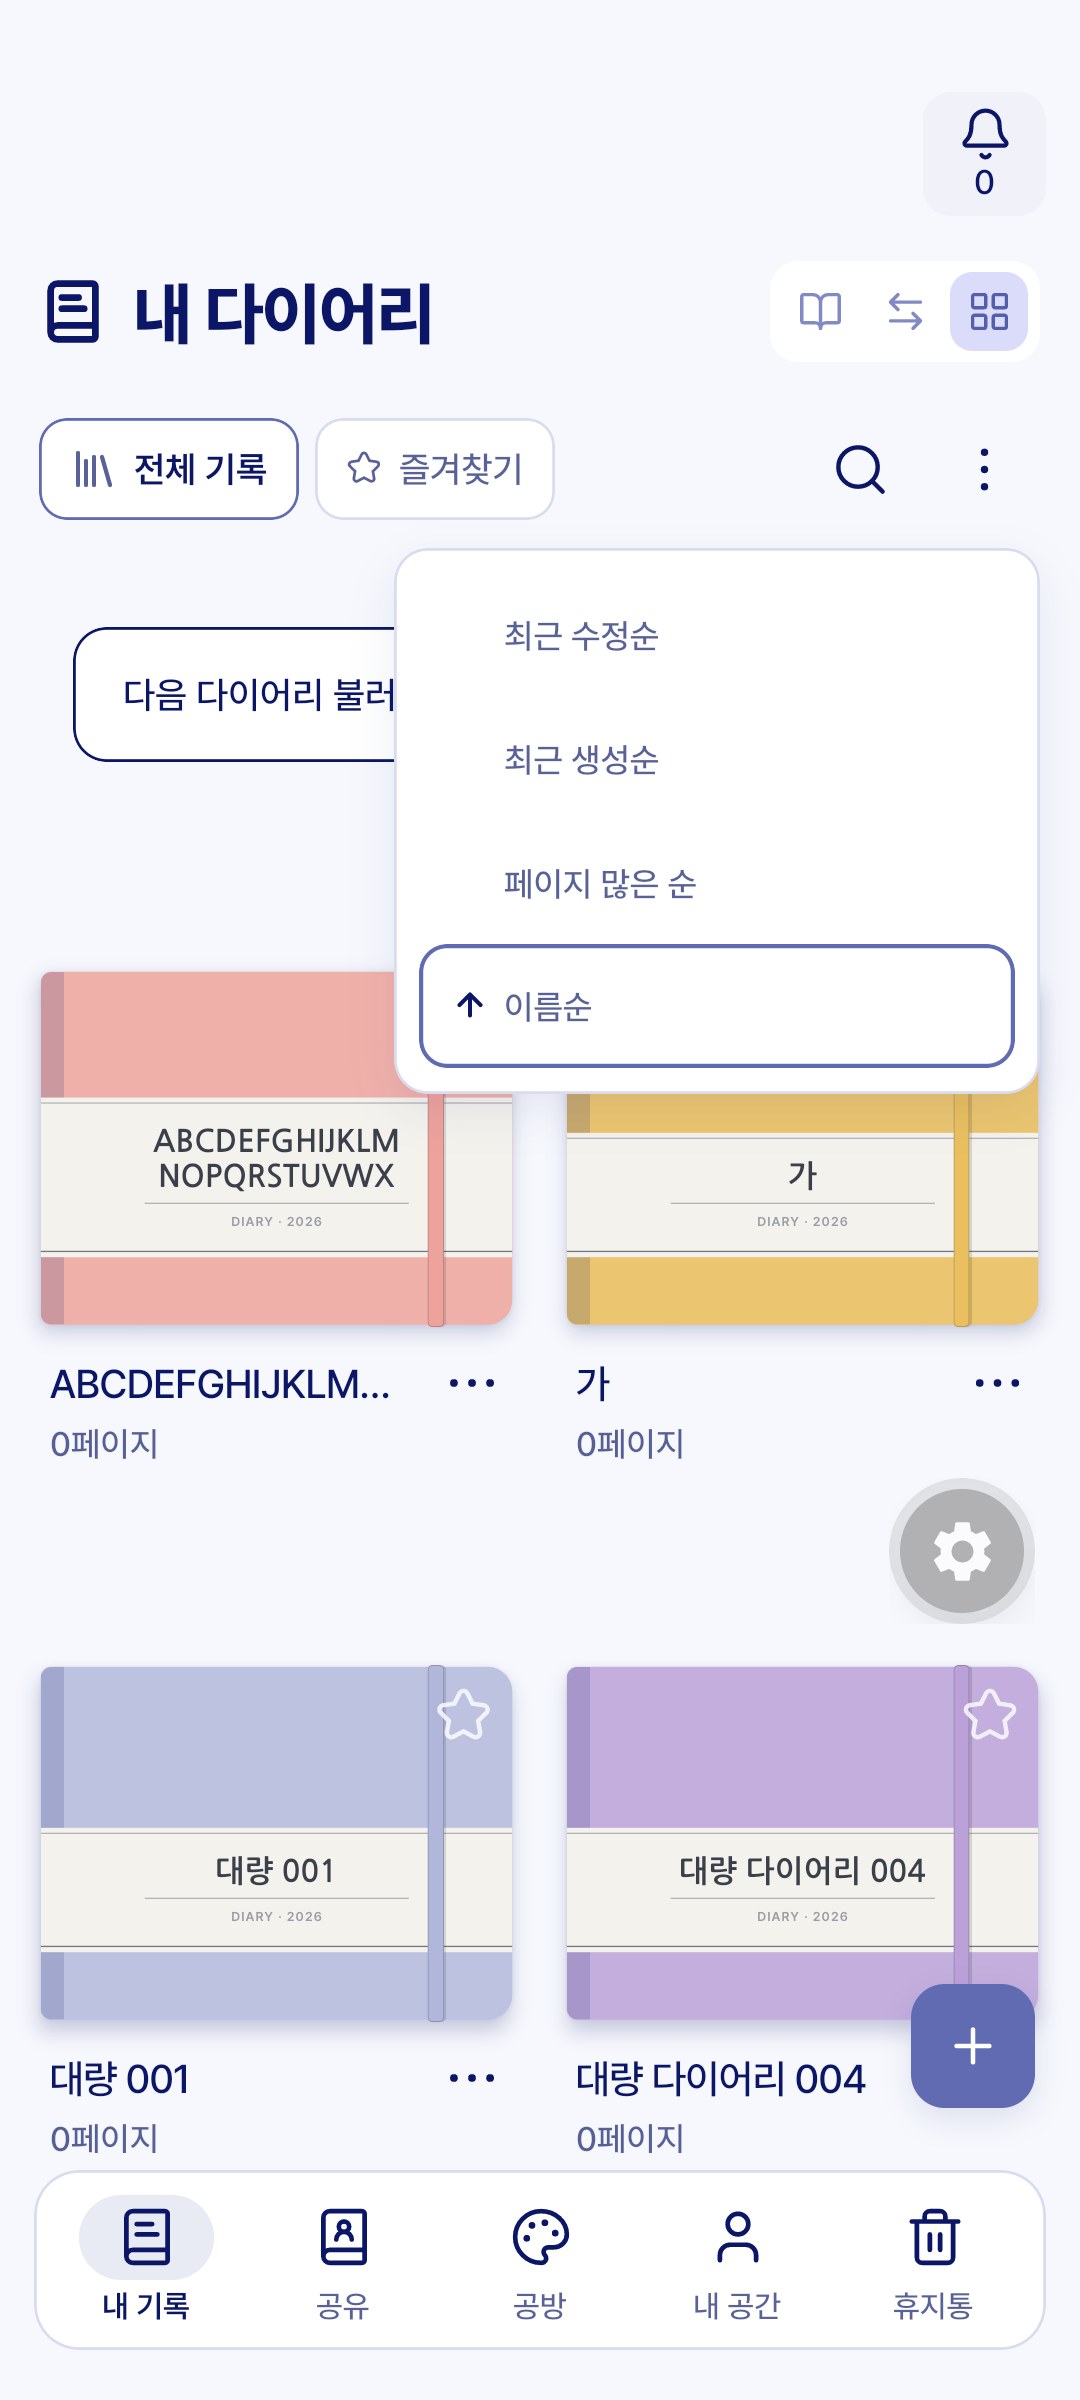 0
내 다이어리
전체 기록
즐겨찾기
최근 수정순
다음 다이어리 불러
최근 생성순
페이지 많은 순
이름순
ABCDEFGHIJKLM
NOPQRSTUVWX
DIARY · 2026
가
DIARY · 2026
ABCDEFGHIJKLM...
0페이지
가
0페이지
대량 001
DIARY · 2026
대량 다이어리 004
DIARY · 2026
대량 001
0페이지
대량 다이어리 004
0페이지
내 기록
공유
공방
내 공간
휴지통